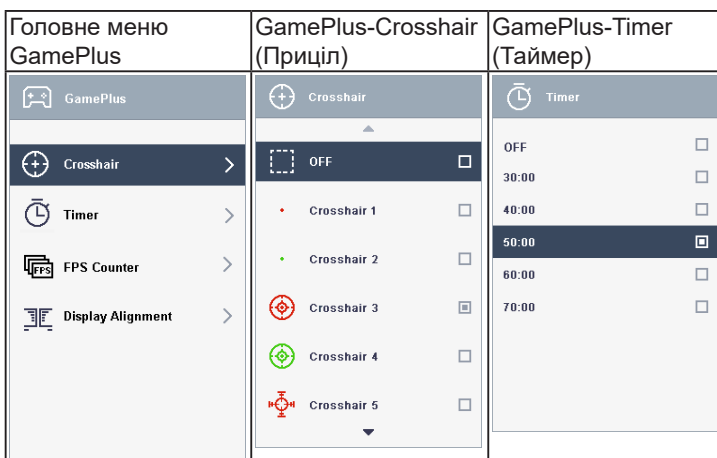 Головне меню
GamePlus
GamePlus-Crosshair
(Приціл)
GamePlus-Timer
(Таймер)
GamePlus
Crosshair
Timer
FPS
FPS Counter
Display Alignment
Crosshair
OFF
Crosshair 1
Crosshair 2
Crosshair 3
Crosshair 4
Crosshair 5
Timer
OFF
30:00
40:00
50:00
60:00
70:00